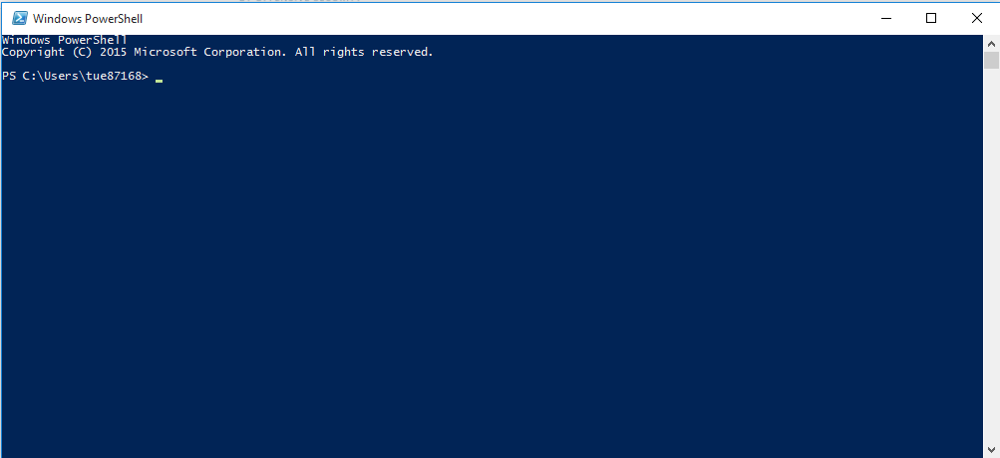 Windows PowerShell
Windows PowerShell
Copyright (C) 2015 Microsoft Corporation. All rights reserved.
PS C:\Users\tue87168>